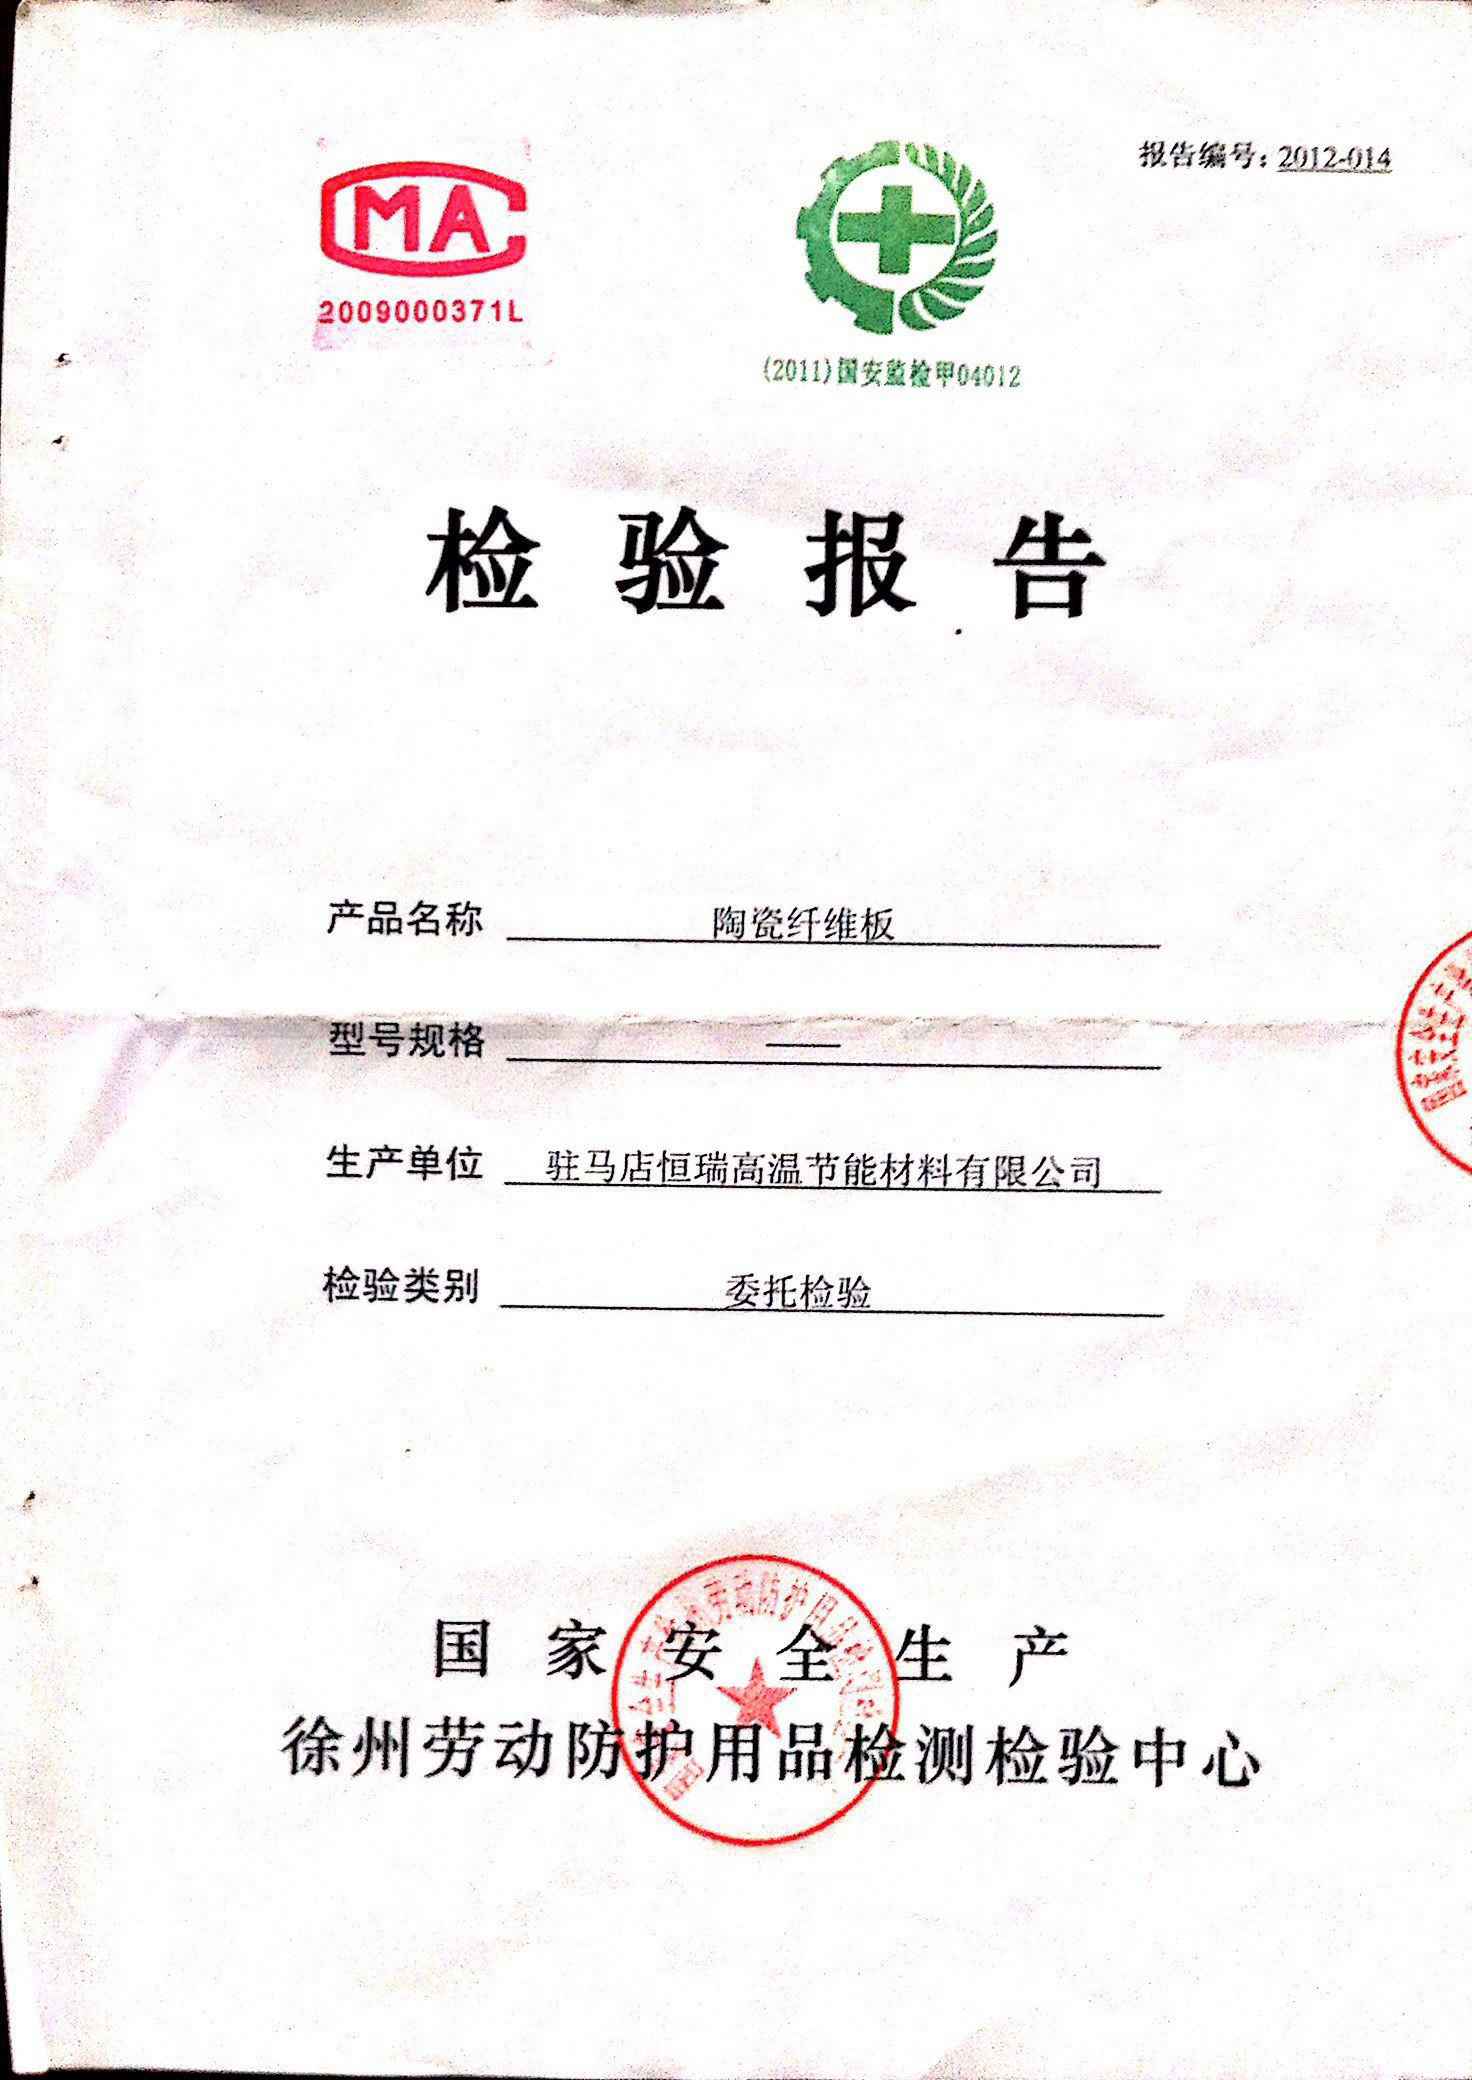 报告编号：2012-014
MA
2009000371L
(2011)国安监检甲04012
检验报告
产品名称 陶瓷纤维板
型号规格 ——
生产单位 驻马店恒瑞高温节能材料有限公司
检验类别 委托检验
国家安全生产
徐州劳动防护用品检测检验中心